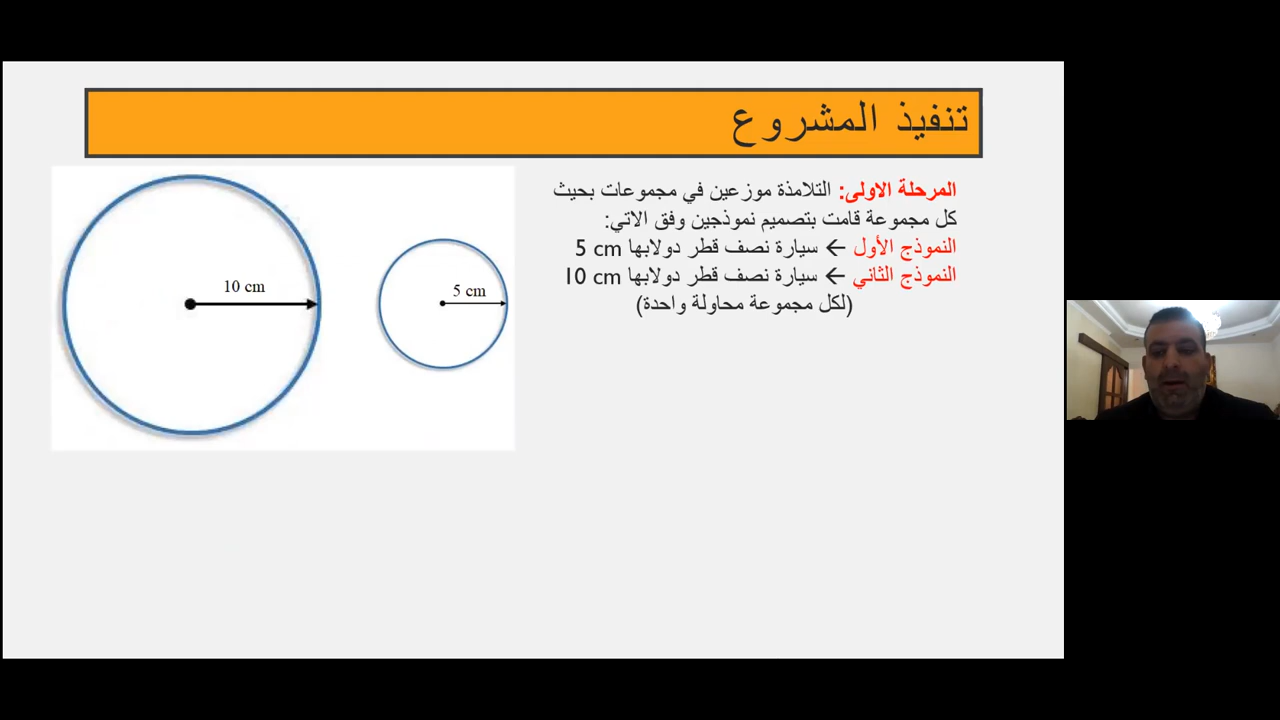 تنفيذ المشروع
المرحلة الاولى: التلامذة موزعين في مجموعات بحيث
كل مجموعة قامت بتصميم نموذجين وفق الاتي:
النموذج الأول ← سيارة نصف قطر دولابها 5 cm
النموذج الثاني ← سيارة نصف قطر دولابها 10 cm
(لكل مجموعة محاولة واحدة)
10 cm
5 cm